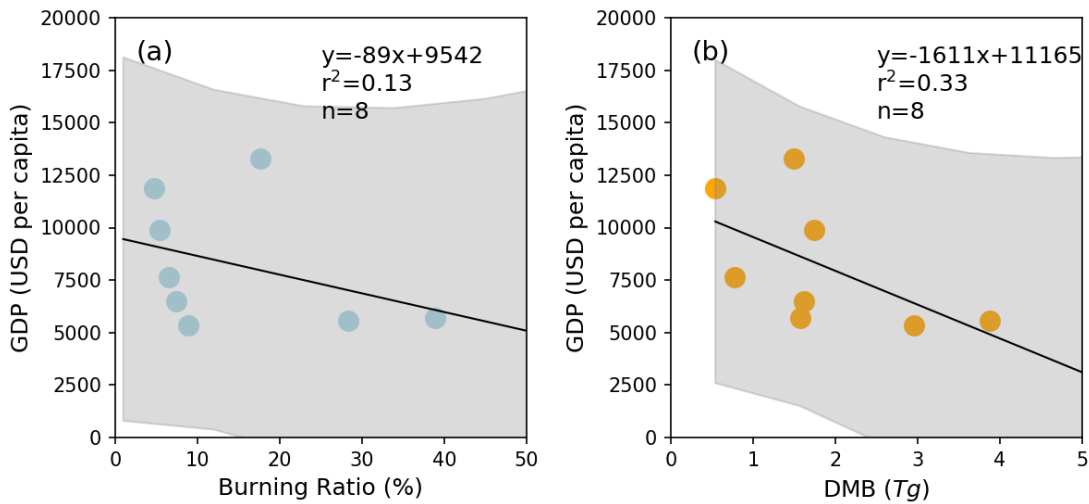 (a)
y=-89x+9542
r²=0.13
n=8
GDP (USD per capita)
20000
17500
15000
12500
10000
7500
5000
2500
0
0 10 20 30 40 50
Burning Ratio (%)
(b)
y=-1611x+11165
r²=0.33
n=8
GDP (USD per capita)
20000
17500
15000
12500
10000
7500
5000
2500
0
0 1 2 3 4 5
DMB (Tg)